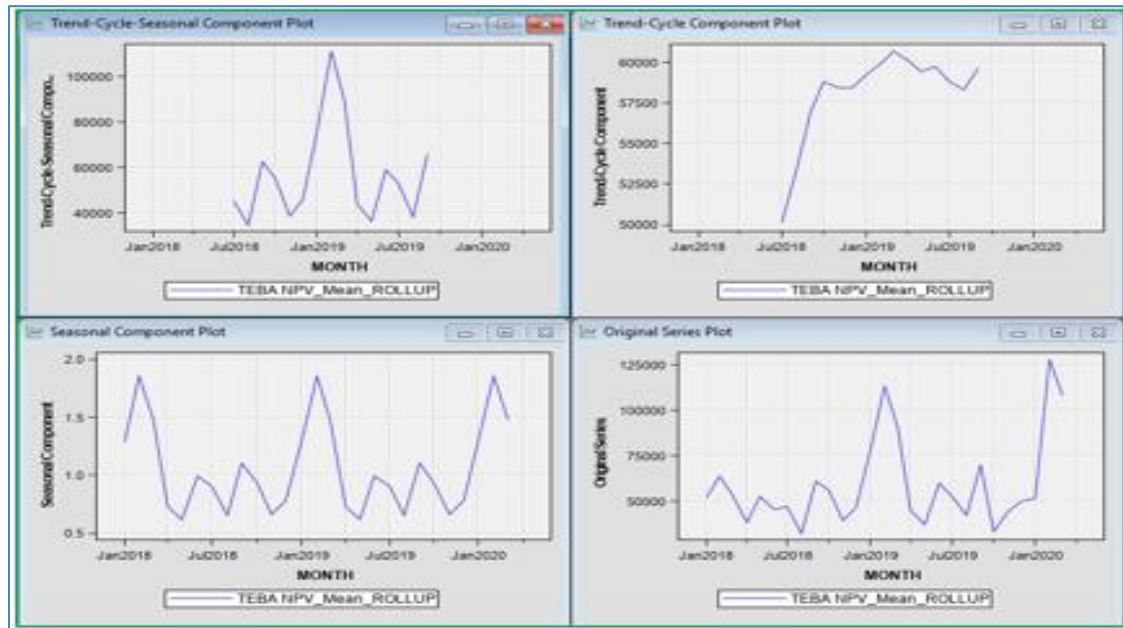 Trend-Cycle-Seasonal Component Plot
Trend-Cycle-Seasonal Compo...
100000
80000
60000
40000
Jan2018 Jul2018 Jan2019 Jul2019 Jan2020
MONTH
TEBA NPV_Mean_ROLLUP
Trend-Cycle Component Plot
Trend-Cycle Component
60000
57500
55000
52500
50000
Jan2018 Jul2018 Jan2019 Jul2019 Jan2020
MONTH
TEBA NPV_Mean_ROLLUP
Seasonal Component Plot
Seasonal Component
2.0
1.5
1.0
0.5
Jan2018 Jul2018 Jan2019 Jul2019 Jan2020
MONTH
TEBA NPV_Mean_ROLLUP
Original Series Plot
Original Series
125000
100000
75000
50000
Jan2018 Jul2018 Jan2019 Jul2019 Jan2020
MONTH
TEBA NPV_Mean_ROLLUP